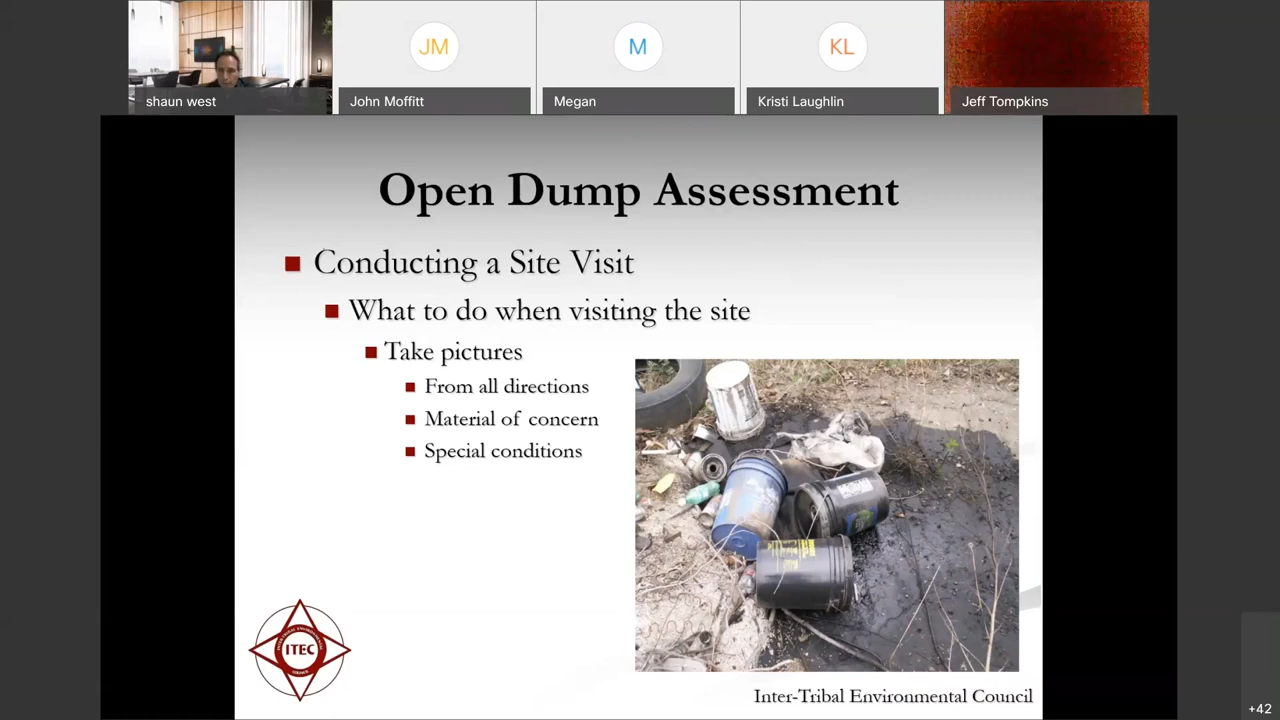 JM
M
KL
shaun west
John Moffitt
Megan
Kristi Laughlin
Jeff Tompkins
Open Dump Assessment
Conducting a Site Visit
What to do when visiting the site
Take pictures
From all directions
Material of concern
Special conditions
ITEC
Inter-Tribal Environmental Council
+42